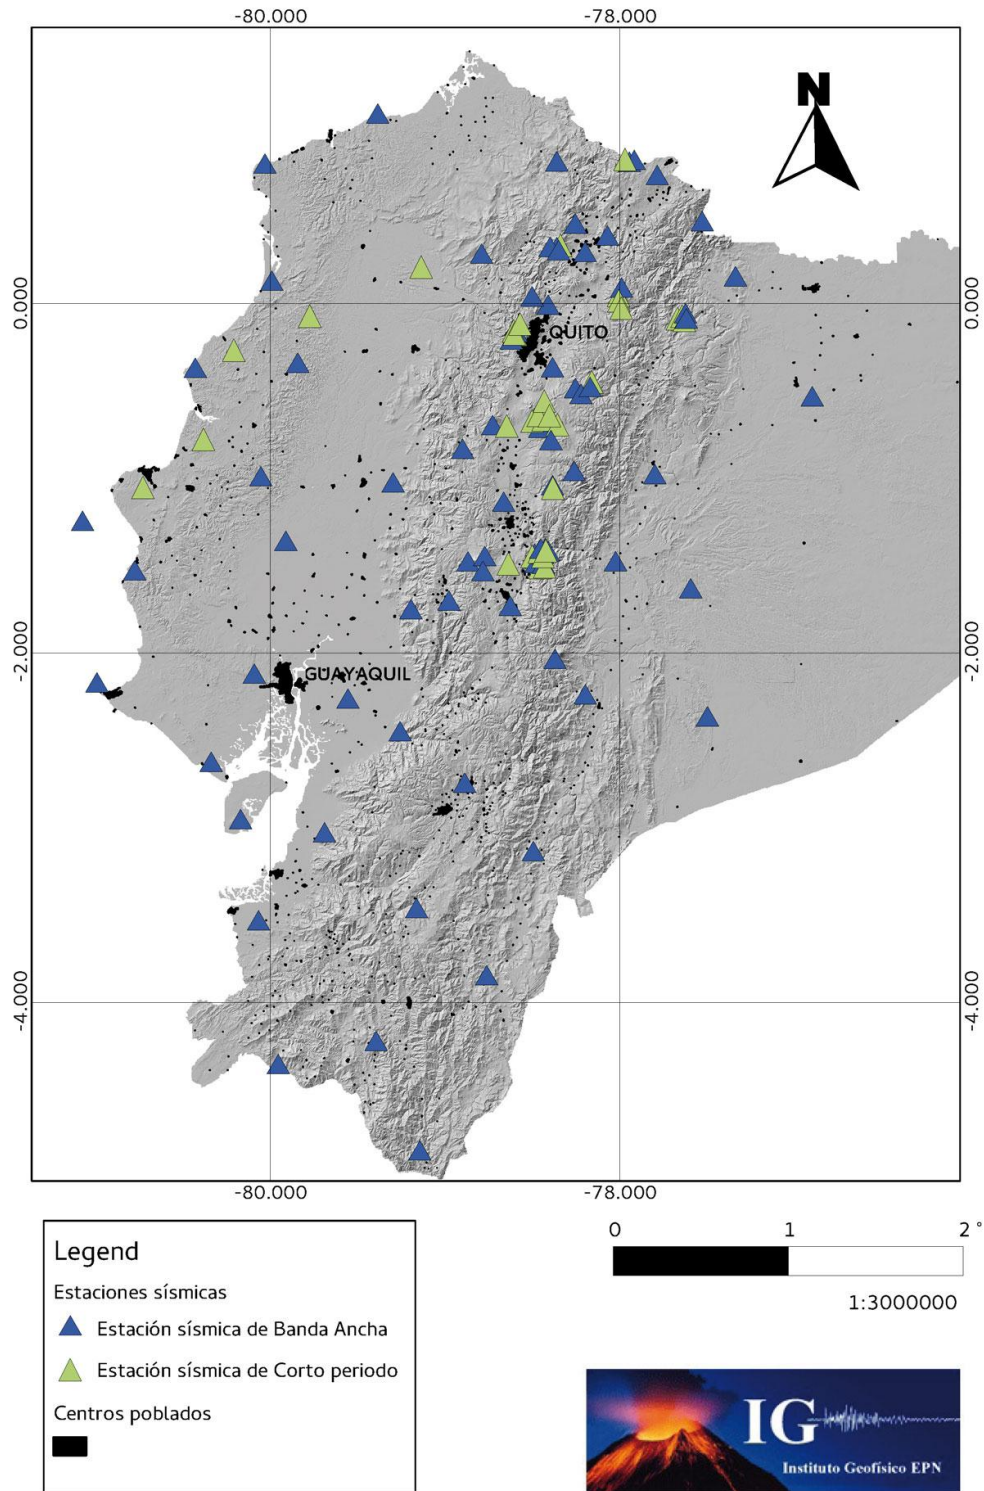 -80.000
-78.000
N
0.000
0.000
QUITO
-2.000
-2.000
GUAYAQUIL
-4.000
-4.000
-80.000
-78.000
Legend
Estaciones sísmicas
Estación sísmica de Banda Ancha
Estación sísmica de Corto periodo
Centros poblados
0 1 2 °
1:3000000
IG
Instituto Geofísico EPN